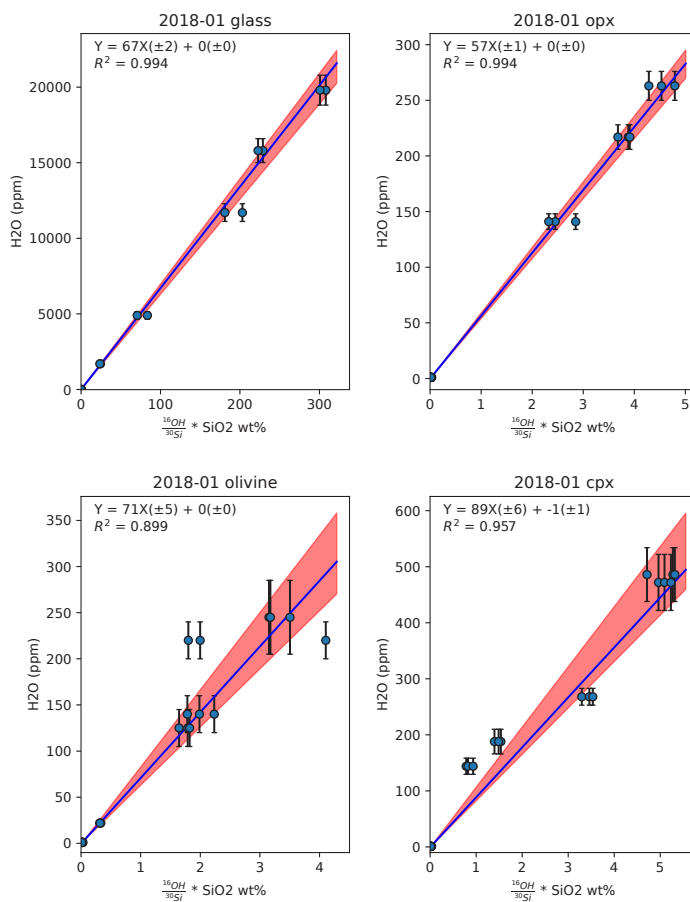 2018-01 glass
Y = 67X(±2) + 0(±0)
R² = 0.994
H2O (ppm)
20000
15000
10000
5000
0
0 100 200 300
16OH/30Si * SiO2 wt%
2018-01 opx
Y = 57X(±1) + 0(±0)
R² = 0.994
H2O (ppm)
300
250
200
150
100
50
0
0 1 2 3 4 5
16OH/30Si * SiO2 wt%
2018-01 olivine
Y = 71X(±5) + 0(±0)
R² = 0.899
H2O (ppm)
350
300
250
200
150
100
50
0
0 1 2 3 4
16OH/30Si * SiO2 wt%
2018-01 cpx
Y = 89X(±6) + -1(±1)
R² = 0.957
H2O (ppm)
600
500
400
300
200
100
0
0 1 2 3 4 5
16OH/30Si * SiO2 wt%